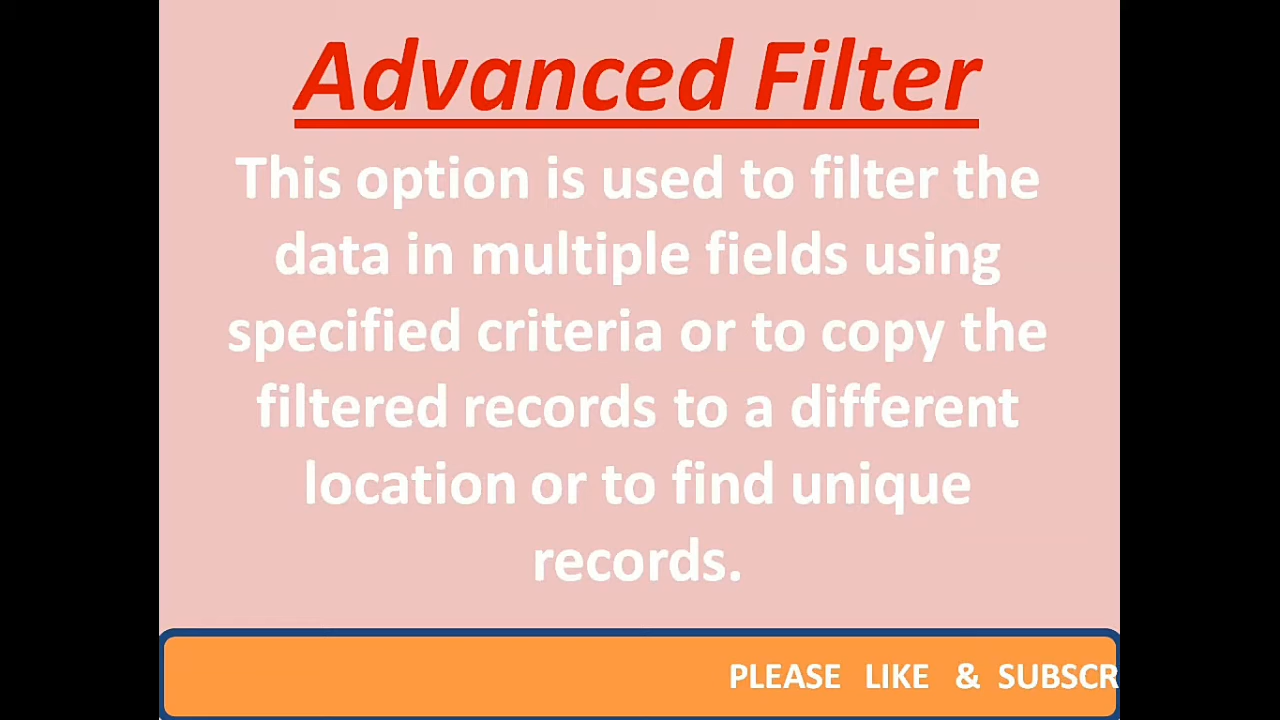 Advanced Filter
This option is used to filter the
data in multiple fields using
specified criteria or to copy the
filtered records to a different
location or to find unique
records.
PLEASE LIKE & SUBSCR